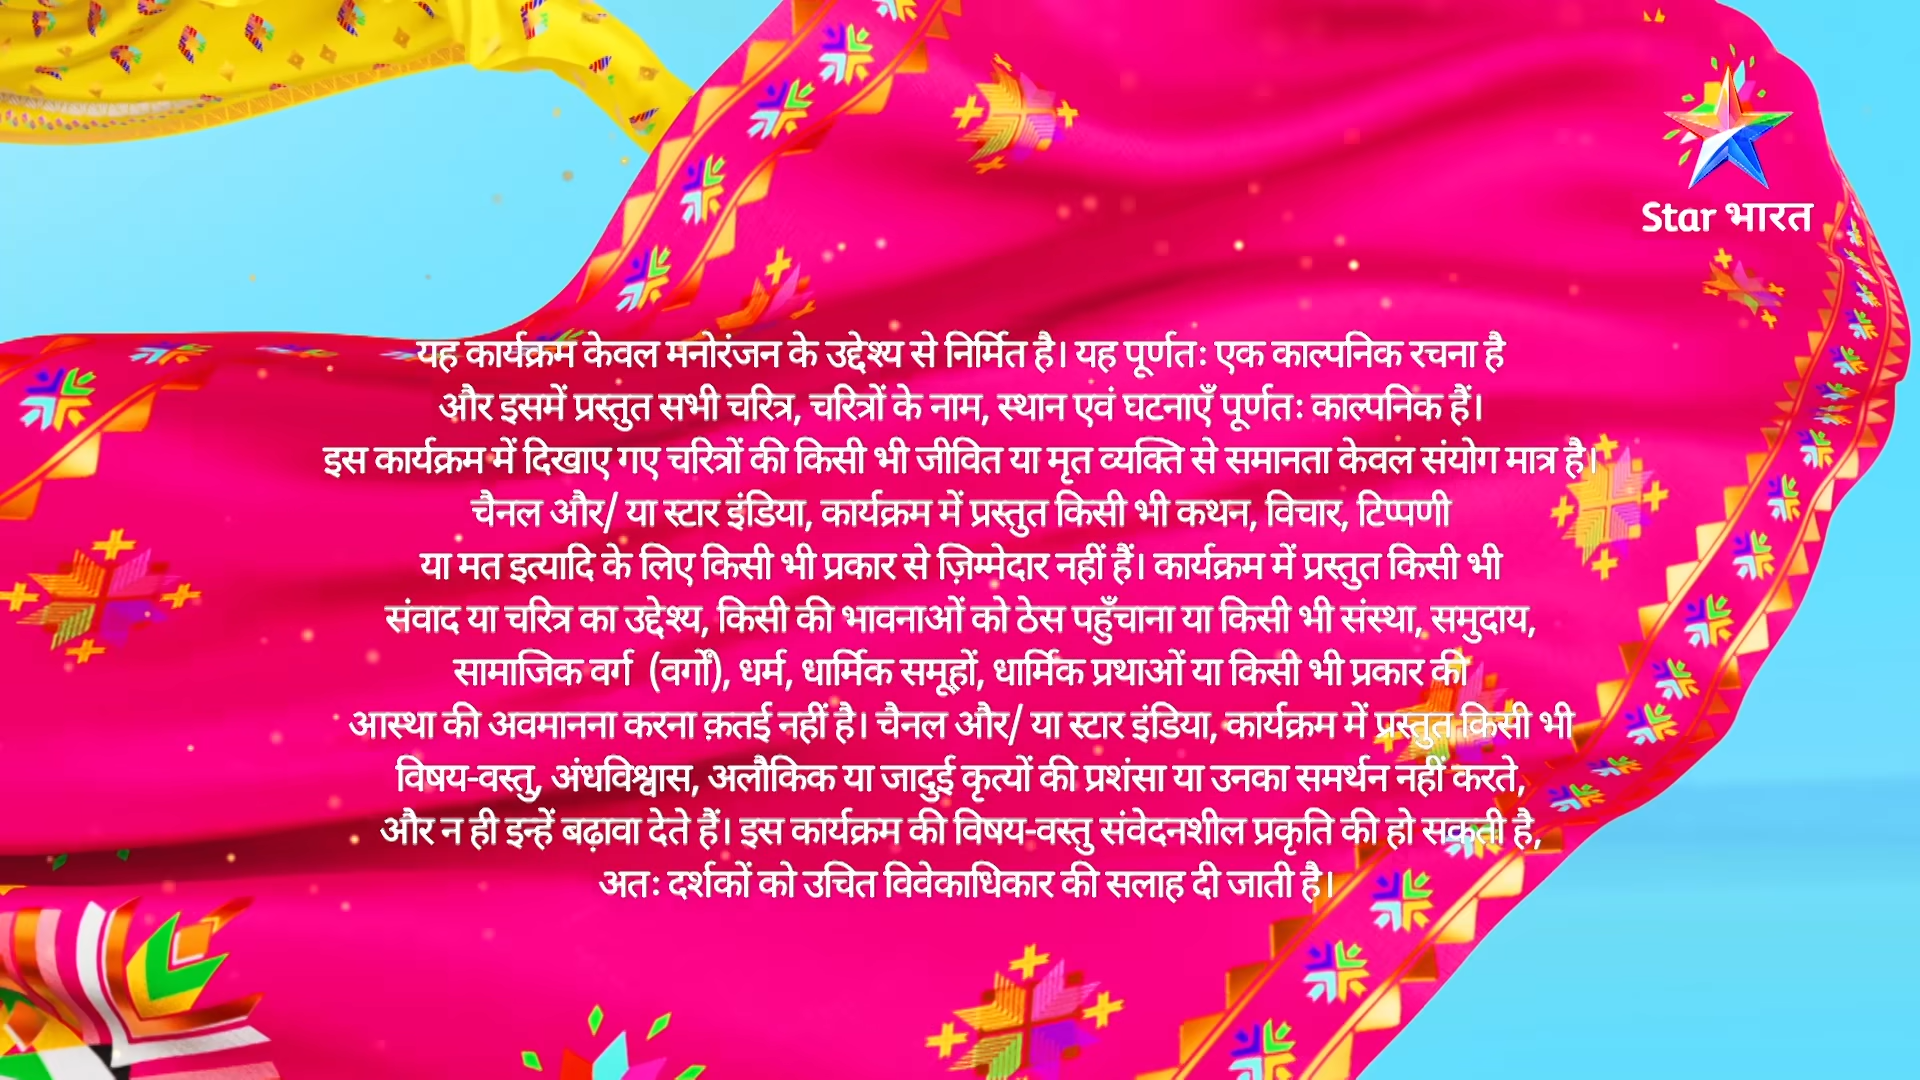 Star भारत
यह कार्यक्रम केवल मनोरंजन के उद्देश्य से निर्मित है। यह पूर्णतः एक काल्पनिक रचना है
और इसमें प्रस्तुत सभी चरित्र, चरित्रों के नाम, स्थान एवं घटनाएँ पूर्णतः काल्पनिक हैं।
इस कार्यक्रम में दिखाए गए चरित्रों की किसी भी जीवित या मृत व्यक्ति से समानता केवल संयोग मात्र है।
चैनल और/ या स्टार इंडिया, कार्यक्रम में प्रस्तुत किसी भी कथन, विचार, टिप्पणी
या मत इत्यादि के लिए किसी भी प्रकार से ज़िम्मेदार नहीं हैं। कार्यक्रम में प्रस्तुत किसी भी
संवाद या चरित्र का उद्देश्य, किसी की भावनाओं को ठेस पहुँचाना या किसी भी संस्था, समुदाय,
सामाजिक वर्ग (वर्गों), धर्म, धार्मिक समूहों, धार्मिक प्रथाओं या किसी भी प्रकार की
आस्था की अवमानना करना क़तई नहीं है। चैनल और/ या स्टार इंडिया, कार्यक्रम में प्रस्तुत किसी भी
विषय-वस्तु, अंधविश्वास, अलौकिक या जादुई कृत्यों की प्रशंसा या उनका समर्थन नहीं करते,
और न ही इन्हें बढ़ावा देते हैं। इस कार्यक्रम की विषय-वस्तु संवेदनशील प्रकृति की हो सकती है,
अतः दर्शकों को उचित विवेकाधिकार की सलाह दी जाती है।